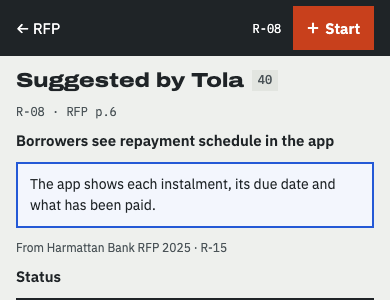 ← RFP
R-08
+ Start
Suggested by Tola 40
R-08 · RFP p.6
Borrowers see repayment schedule in the app
The app shows each instalment, its due date and
what has been paid.
From Harmattan Bank RFP 2025 · R-15
Status